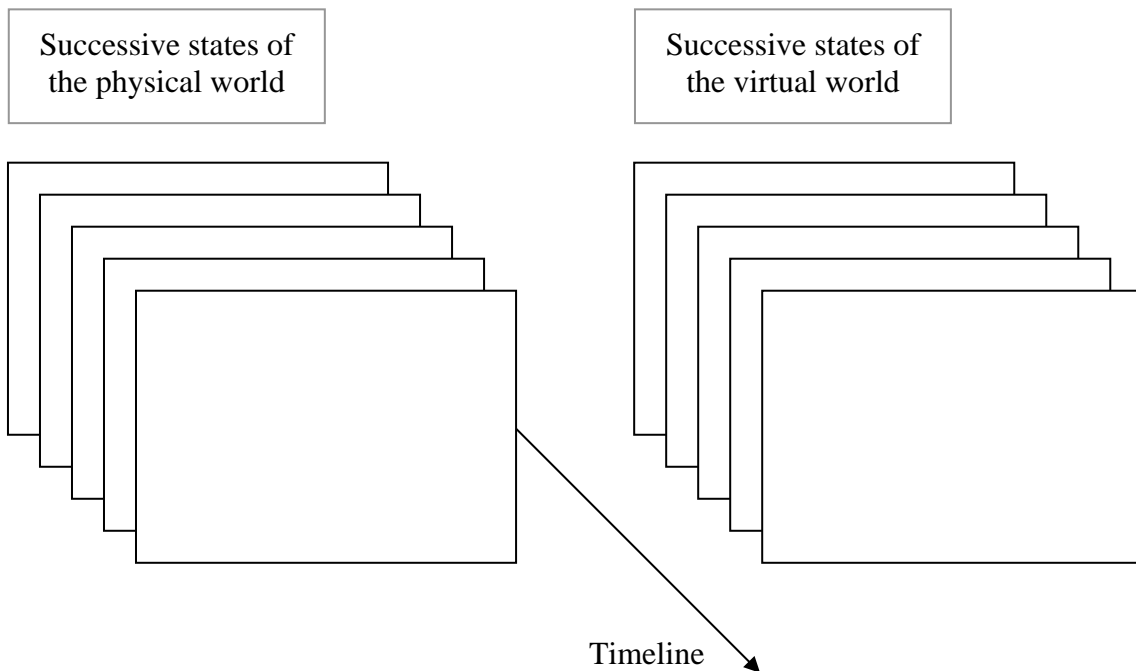 Successive states of
the physical world
Successive states of
the virtual world
Timeline